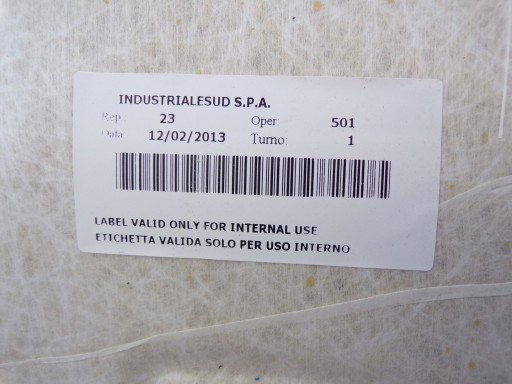 INDUSTRIALESUD S.P.A.
Rep: 23 Oper: 501
Data: 12/02/2013 Turno: 1
LABEL VALID ONLY FOR INTERNAL USE
ETICHETTA VALIDA SOLO PER USO INTERNO